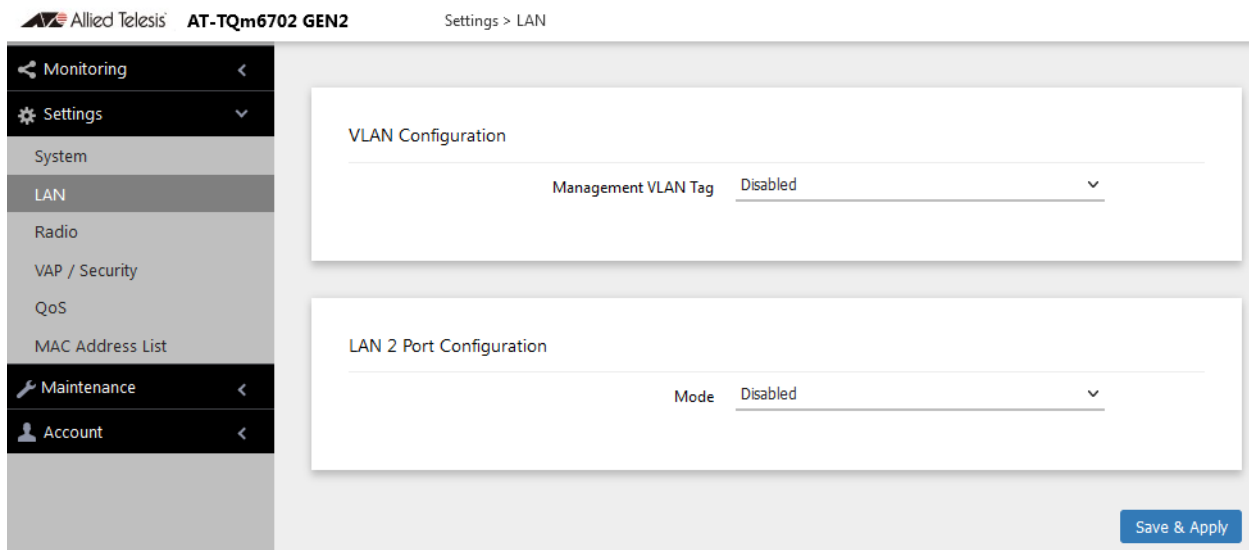 Allied Telesis AT-TQm6702 GEN2 Settings > LAN
Monitoring
Settings
System
LAN
Radio
VAP / Security
QoS
MAC Address List
Maintenance
Account
VLAN Configuration
Management VLAN Tag Disabled
LAN 2 Port Configuration
Mode Disabled
Save & Apply